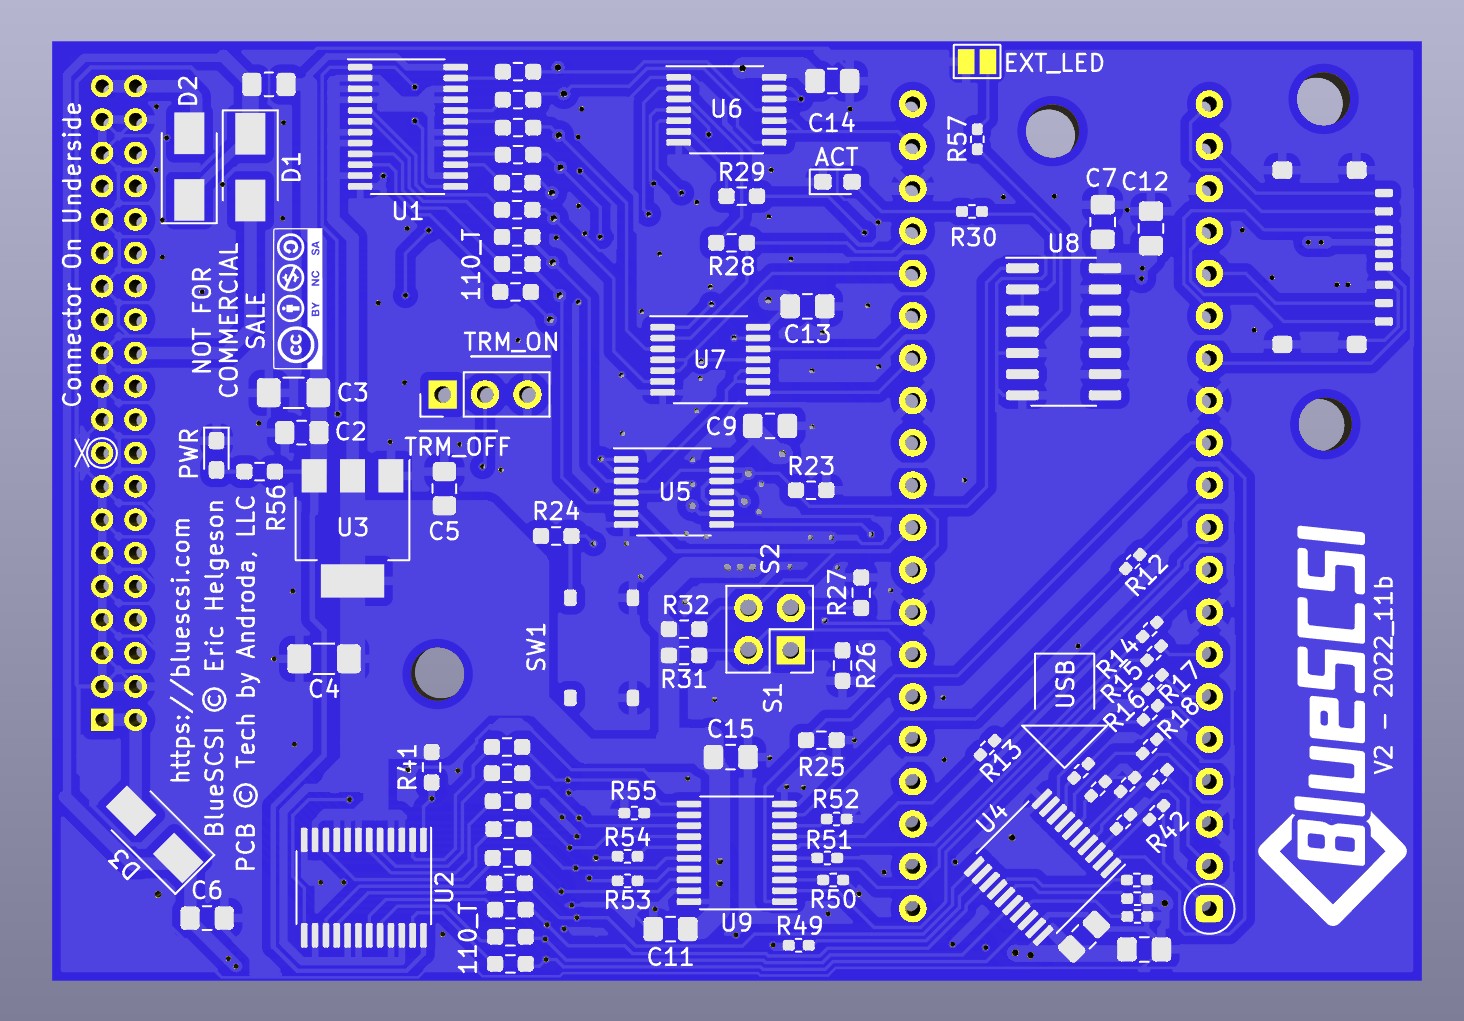 EXT_LED
D2
U6
C14
Connector On Underside
R57
D1
ACT
R29
C7
C12
U1
110_T
R30
U8
R28
SA
NC
BY
cc
NOT FOR
COMMERCIAL
SALE
C13
TRM_ON
U7
C3
C2
C9
TRM_OFF
PWR
R56
R23
U5
C5
R24
U3
S2
R12
R27
R32
SW1
R14
R15
R16
R17
R18
R26
R31
C4
USB
S1
https://bluescsi.com
BlueSCSI © Eric Helgeson
PCB © Tech by Androda, LLC
BlueSCSI
V2 - 2022_11b
C15
R25
R13
R41
R55
R52
R54
R51
U4
R42
D3
C6
U2
R53
R50
110_T
U9
R49
C11